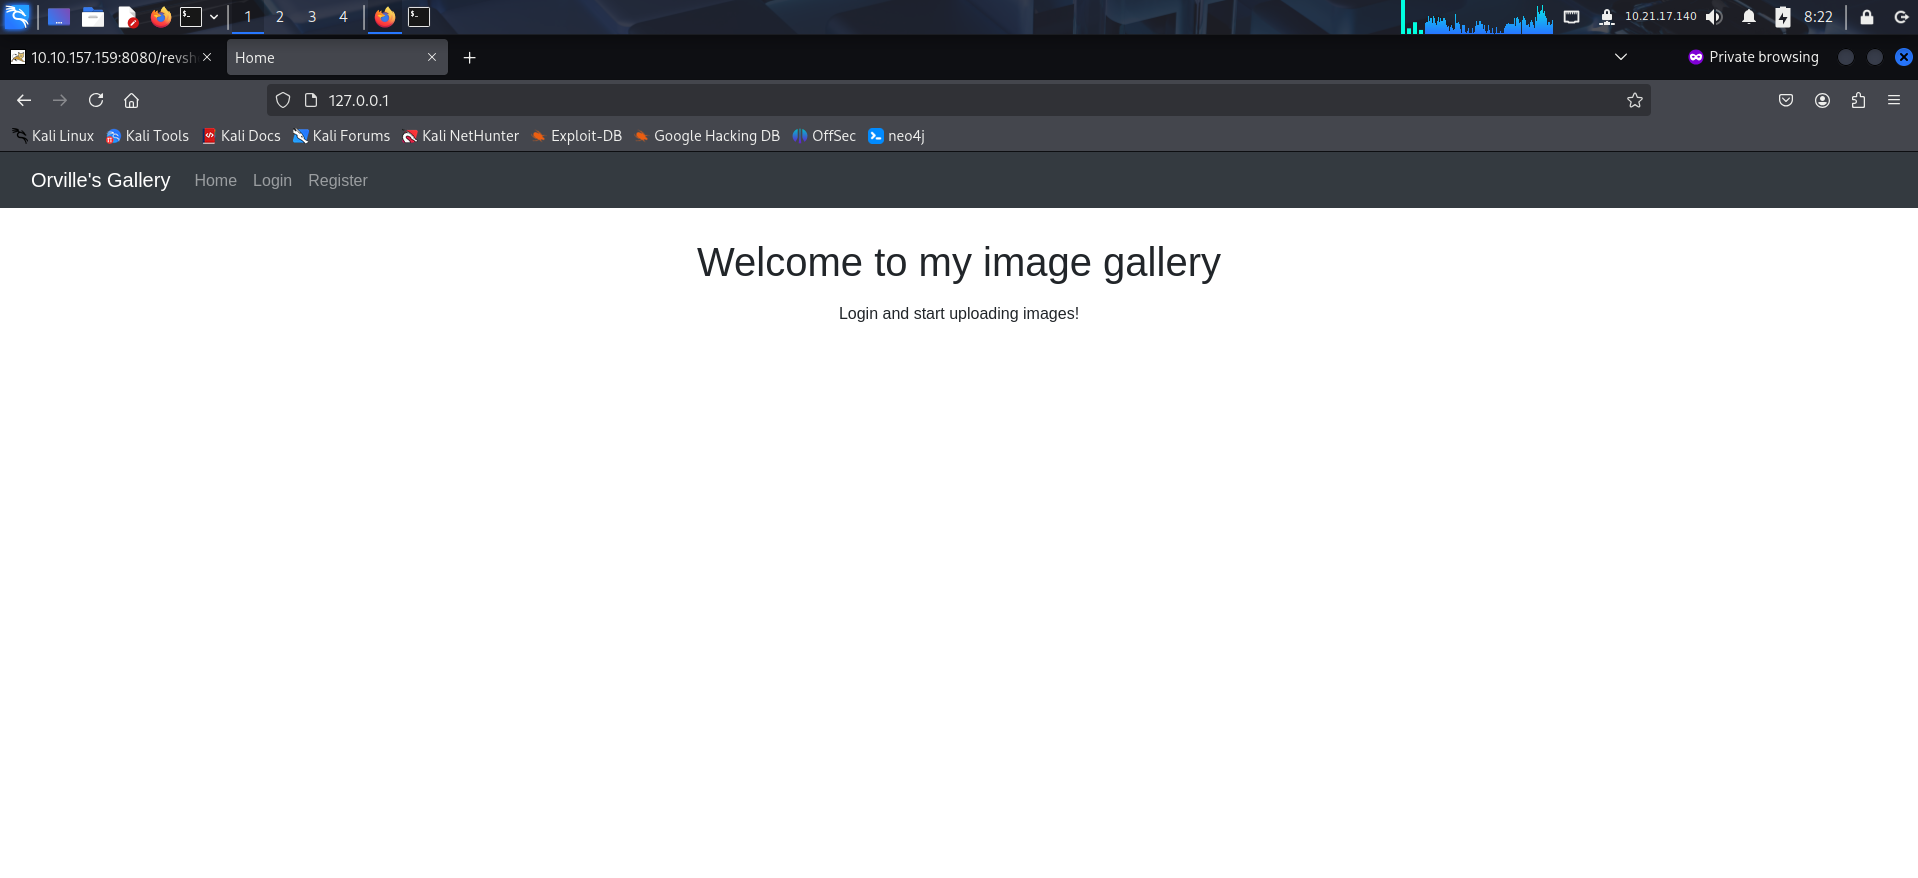 1 2 3 4 10.21.17.140 8:22
10.10.157.159:8080/revsh Home Private browsing
127.0.0.1
Kali Linux Kali Tools Kali Docs Kali Forums Kali NetHunter Exploit-DB Google Hacking DB OffSec neo4j
Orville's Gallery Home Login Register
Welcome to my image gallery
Login and start uploading images!